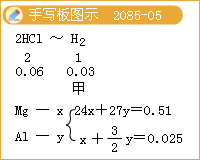 手写板图示 2085-05
2HCl ~ H₂
2 1
0.06 0.03
甲
Mg — x 24x+27y=0.51
Al — y x+3/2y=0.025